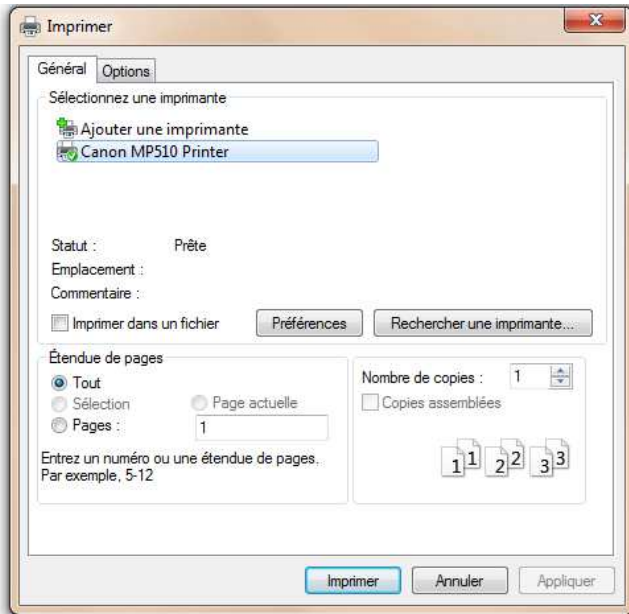 Imprimer
Général Options
Sélectionnez une imprimante
Ajouter une imprimante
Canon MP510 Printer
Statut : Prête
Emplacement :
Commentaire :
Imprimer dans un fichier Préférences Rechercher une imprimante...
Étendue de pages
Tout
Sélection Page actuelle
Pages : 1
Entrez un numéro ou une étendue de pages.
Par exemple, 5-12
Nombre de copies : 1
Copies assemblées
1 1 2 2 3 3
Imprimer Annuler Appliquer